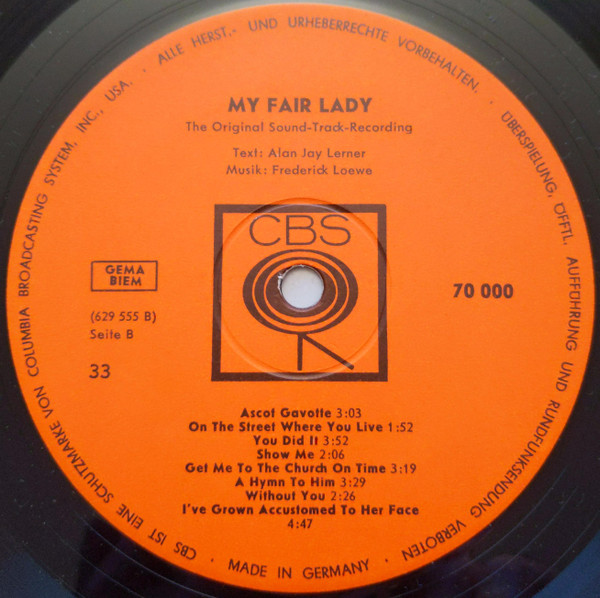 · ALLE HERST.- UND URHEBERRECHTE VORBEHALTEN. · ÜBERSPIELUNG, ÖFFTL. AUFFÜHRUNG UND RUNDFUNKSENDUNG VERBOTEN
MY FAIR LADY
The Original Sound-Track-Recording
Text: Alan Jay Lerner
Musik: Frederick Loewe
CBS
GEMA
BIEM
70 000
(629 555 B)
Seite B
33
Ascot Gavotte 3:03
On The Street Where You Live 1:52
You Did It 3:52
Show Me 2:06
Get Me To The Church On Time 3:19
A Hymn To Him 3:29
Without You 2:26
I've Grown Accustomed To Her Face
4:47
CBS IST EINE SCHUTZMARKE VON COLUMBIA BROADCASTING SYSTEM, INC., USA.
· MADE IN GERMANY ·